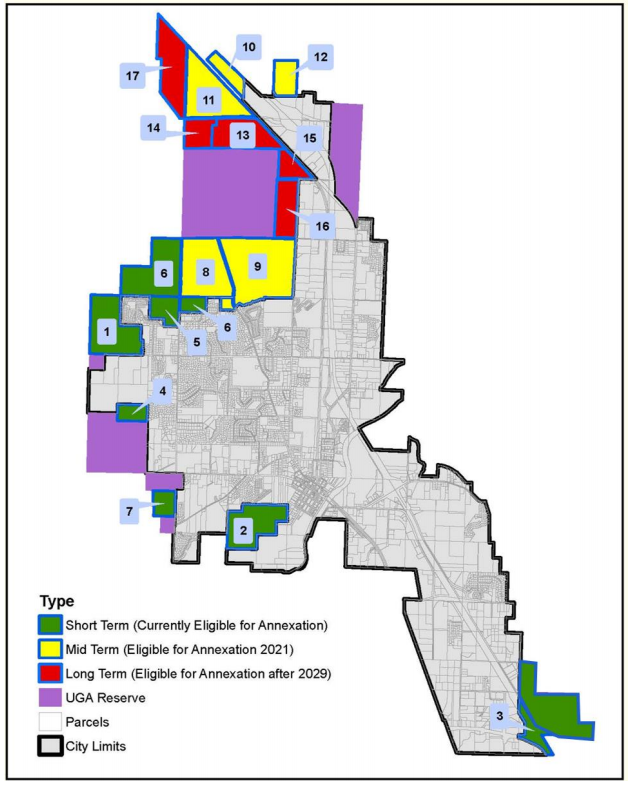 10
12
17
11
14
13
15
16
6
8
9
1
5
6
4
7
2
3
Type
Short Term (Currently Eligible for Annexation)
Mid Term (Eligible for Annexation 2021)
Long Term (Eligible for Annexation after 2029)
UGA Reserve
Parcels
City Limits